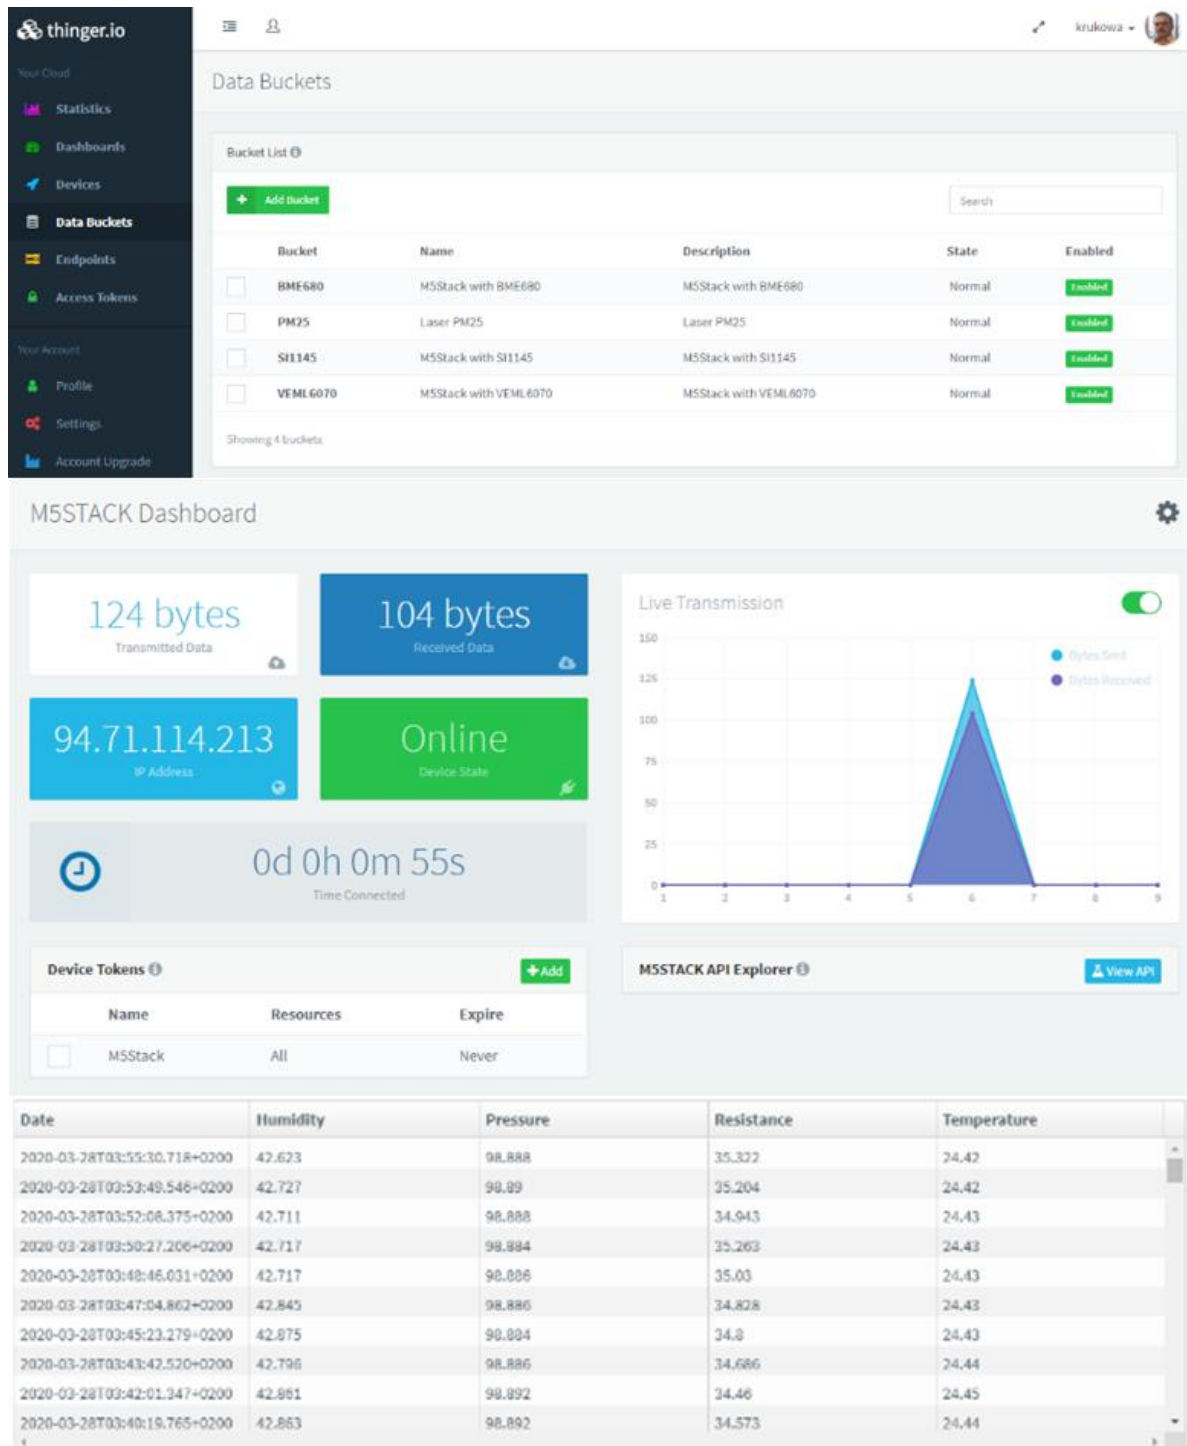 thinger.io
krukowa
Your Cloud
Statistics
Dashboards
Devices
Data Buckets
Endpoints
Access Tokens
Your Account
Profile
Settings
Account Upgrade
Data Buckets
Bucket List
Add Bucket
Search
Bucket Name Description State Enabled
BME680 M5Stack with BME680 M5Stack with BME680 Normal Enabled
PM25 Laser PM25 Laser PM25 Normal Enabled
SI1145 M5Stack with SI1145 M5Stack with SI1145 Normal Enabled
VEML6070 M5Stack with VEML6070 M5Stack with VEML6070 Normal Enabled
Showing 4 buckets
M5STACK Dashboard
124 bytes
Transmitted Data
104 bytes
Received Data
94.71.114.213
IP Address
Online
Device State
0d 0h 0m 55s
Time Connected
Live Transmission
Bytes Sent
Bytes Received
150
125
100
75
50
25
0
1 2 3 4 5 6 7 8 9
Device Tokens
Add
Name Resources Expire
M5Stack All Never
M5STACK API Explorer
View API
Date Humidity Pressure Resistance Temperature
2020-03-28T03:55:30.718+0200 42.623 98.888 35.322 24.42
2020-03-28T03:53:49.546+0200 42.727 98.89 35.204 24.42
2020-03-28T03:52:08.375+0200 42.711 98.888 34.943 24.43
2020-03-28T03:50:27.206+0200 42.717 98.884 35.263 24.43
2020-03-28T03:48:46.031+0200 42.717 98.886 35.03 24.43
2020-03-28T03:47:04.862+0200 42.845 98.886 34.828 24.43
2020-03-28T03:45:23.279+0200 42.875 98.884 34.8 24.43
2020-03-28T03:43:42.520+0200 42.796 98.886 34.686 24.44
2020-03-28T03:42:01.347+0200 42.861 98.892 34.46 24.45
2020-03-28T03:40:19.765+0200 42.863 98.892 34.573 24.44